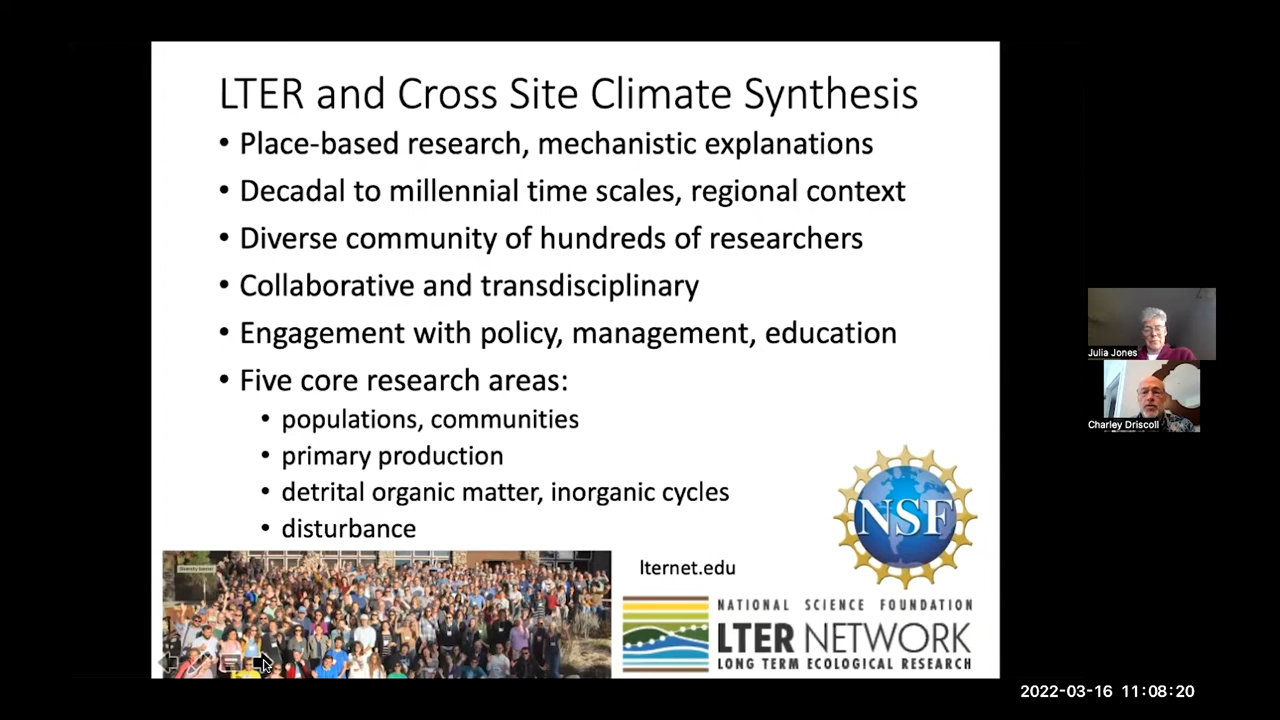 LTER and Cross Site Climate Synthesis
• Place-based research, mechanistic explanations
• Decadal to millennial time scales, regional context
• Diverse community of hundreds of researchers
• Collaborative and transdisciplinary
• Engagement with policy, management, education
• Five core research areas:
• populations, communities
• primary production
• detrital organic matter, inorganic cycles
• disturbance
NSF
lternet.edu
NATIONAL SCIENCE FOUNDATION
LTER NETWORK
LONG TERM ECOLOGICAL RESEARCH
Julia Jones
Charley Driscoll
2022-03-16 11:08:20